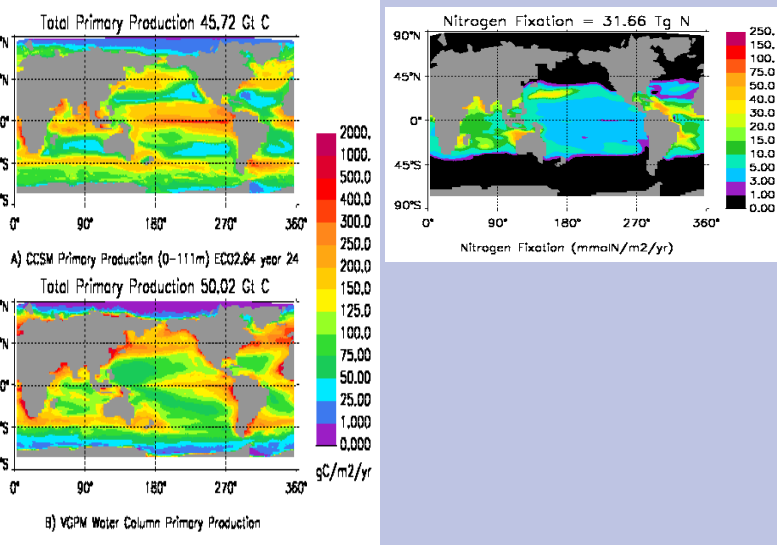 Total Primary Production 45.72 Gt C
°N
°N
0°
°S
°S
0° 90° 180° 270° 360°
A) CCSM Primary Production (0-111m) ECO2.64 year 24
Total Primary Production 50.02 Gt C
°N
°N
0°
°S
°S
0° 90° 180° 270° 360°
B) VGPM Water Column Primary Production
2000.
1000.
500.0
400.0
300.0
250.0
200.0
150.0
125.0
100.0
75.00
50.00
25.00
1.000
0.000
gC/m2/yr
Nitrogen Fixation = 31.66 Tg N
90°N
45°N
0°
45°S
90°S
0° 90° 180° 270° 360°
Nitrogen Fixation (mmolN/m2/yr)
250.
150.
100.
75.0
50.0
40.0
30.0
20.0
15.0
10.0
5.00
3.00
1.00
0.00